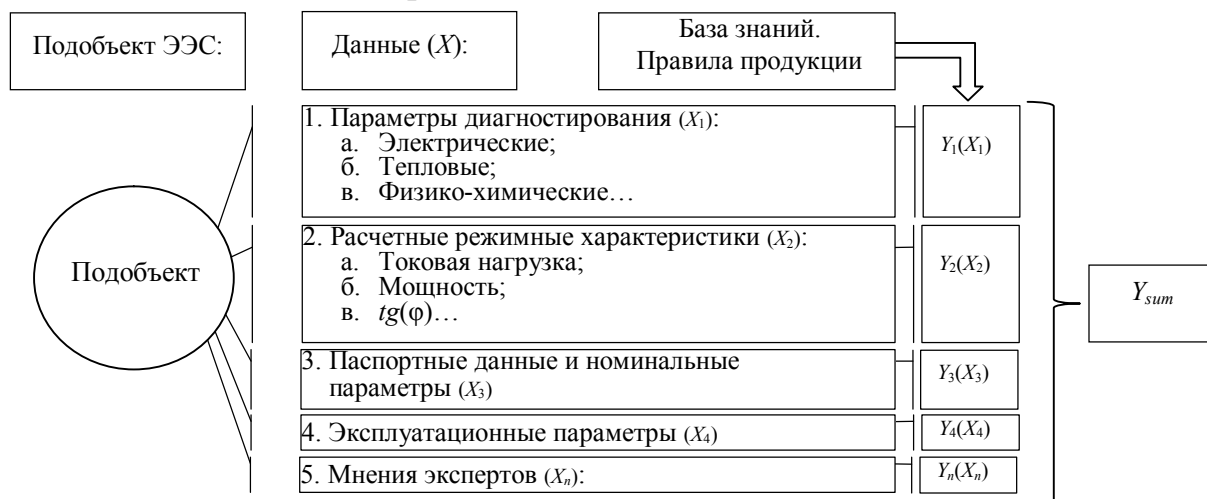 Подобъект ЭЭС:
Данные (X):
База знаний.
Правила продукции
Подобъект
1. Параметры диагностирования (X₁):
а. Электрические;
б. Тепловые;
в. Физико-химические…
Y₁(X₁)
2. Расчетные режимные характеристики (X₂):
а. Токовая нагрузка;
б. Мощность;
в. tg(φ)…
Y₂(X₂)
3. Паспортные данные и номинальные
параметры (X₃)
Y₃(X₃)
4. Эксплуатационные параметры (X₄)
Y₄(X₄)
5. Мнения экспертов (Xₙ):
Yₙ(Xₙ)
Y_sum